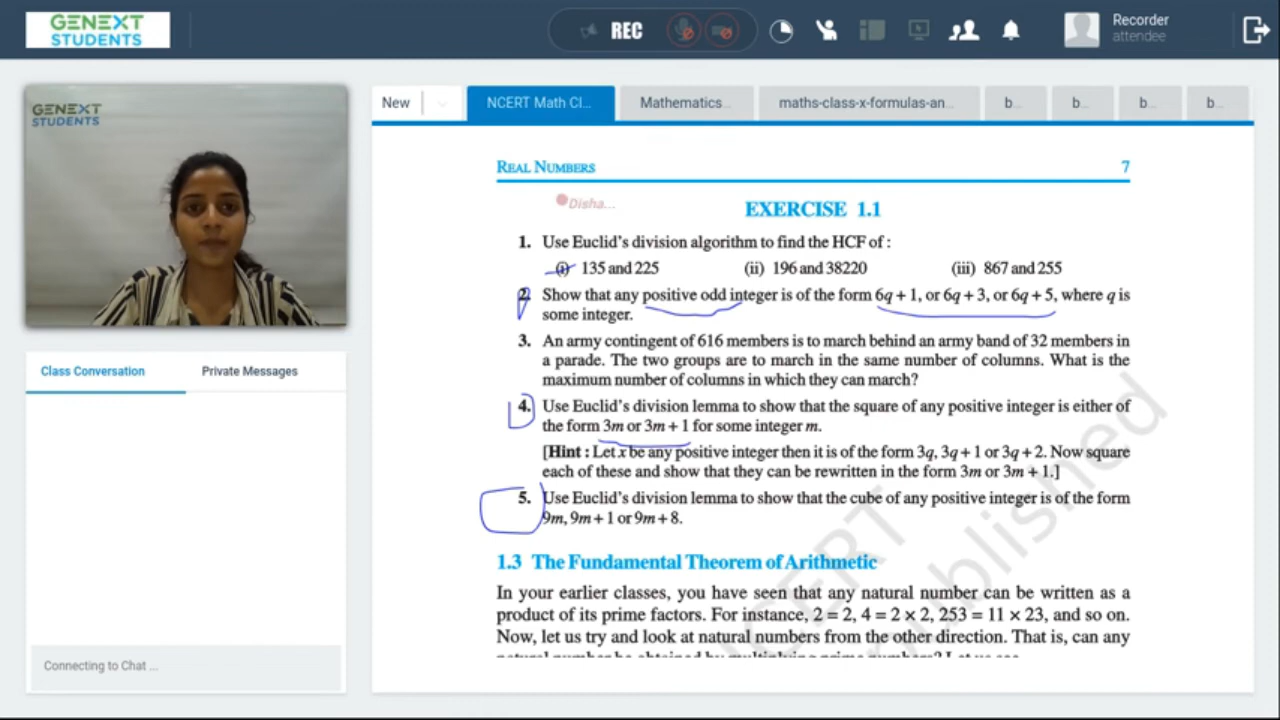 GENEXT
STUDENTS
REC
Recorder
attendee
GENEXT
STUDENTS
New
NCERT Math Cl...
Mathematics...
maths-class-x-formulas-an...
b...
b...
b...
b...
REAL NUMBERS 7
Disha...
EXERCISE 1.1
1. Use Euclid's division algorithm to find the HCF of :
(i) 135 and 225 (ii) 196 and 38220 (iii) 867 and 255
2. Show that any positive odd integer is of the form 6q + 1, or 6q + 3, or 6q + 5, where q is
some integer.
3. An army contingent of 616 members is to march behind an army band of 32 members in
a parade. The two groups are to march in the same number of columns. What is the
maximum number of columns in which they can march?
4. Use Euclid's division lemma to show that the square of any positive integer is either of
the form 3m or 3m + 1 for some integer m.
[Hint : Let x be any positive integer then it is of the form 3q, 3q + 1 or 3q + 2. Now square
each of these and show that they can be rewritten in the form 3m or 3m + 1.]
5. Use Euclid's division lemma to show that the cube of any positive integer is of the form
9m, 9m + 1 or 9m + 8.
1.3 The Fundamental Theorem of Arithmetic
In your earlier classes, you have seen that any natural number can be written as a
product of its prime factors. For instance, 2 = 2, 4 = 2 × 2, 253 = 11 × 23, and so on.
Now, let us try and look at natural numbers from the other direction. That is, can any
natural number be obtained by multiplying prime numbers? Let us see.
Class Conversation
Private Messages
Connecting to Chat ...